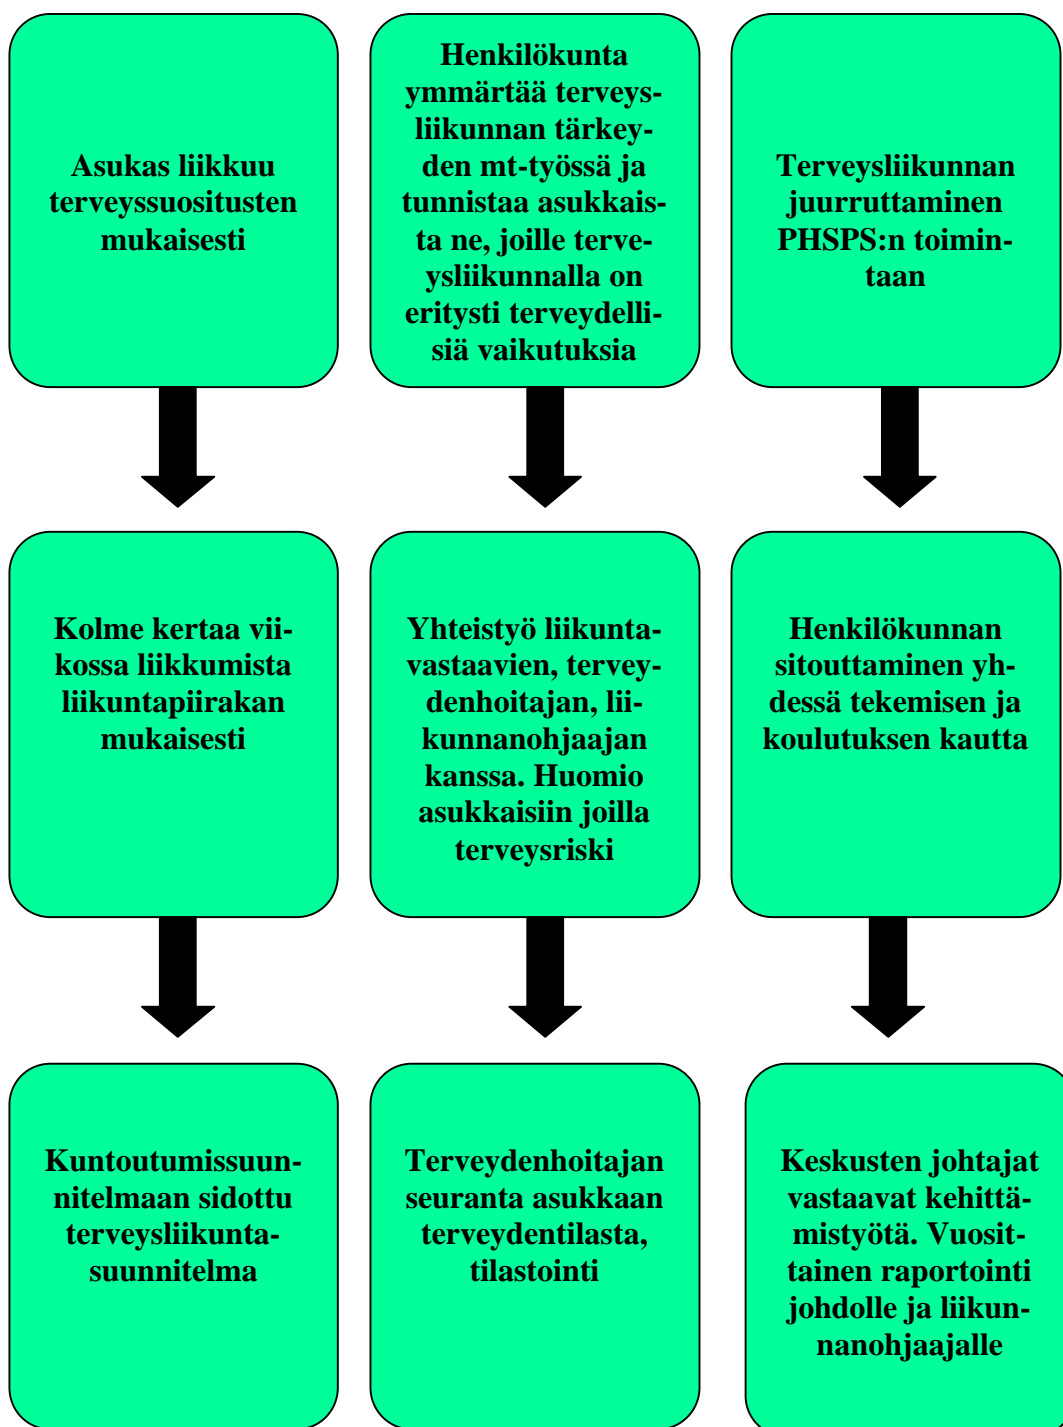 Asukas liikkuu
terveyssuositusten
mukaisesti
Henkilökunta
ymmärtää terveys-
liikunnan tärkey-
den mt-työssä ja
tunnistaa asukkais-
ta ne, joille terve-
ysliikunnalla on
eritysti terveydelli-
siä vaikutuksia
Terveysliikunnan
juurruttaminen
PHSPS:n toimin-
taan
Kolme kertaa vii-
kossa liikkumista
liikuntapiirakan
mukaisesti
Yhteistyö liikunta-
vastaavien, tervey-
denhoitajan, lii-
kunnanohjaajan
kanssa. Huomio
asukkaisiin joilla
terveysriski
Henkilökunnan
sitouttaminen yh-
dessä tekemisen ja
koulutuksen kautta
Kuntoutumissuun-
nitelmaan sidottu
terveysliikunta-
suunnitelma
Terveydenhoitajan
seuranta asukkaan
terveydentilasta,
tilastointi
Keskusten johtajat
vastaavat kehittä-
mistyötä. Vuosit-
tainen raportointi
johdolle ja liikun-
nanohjaajalle